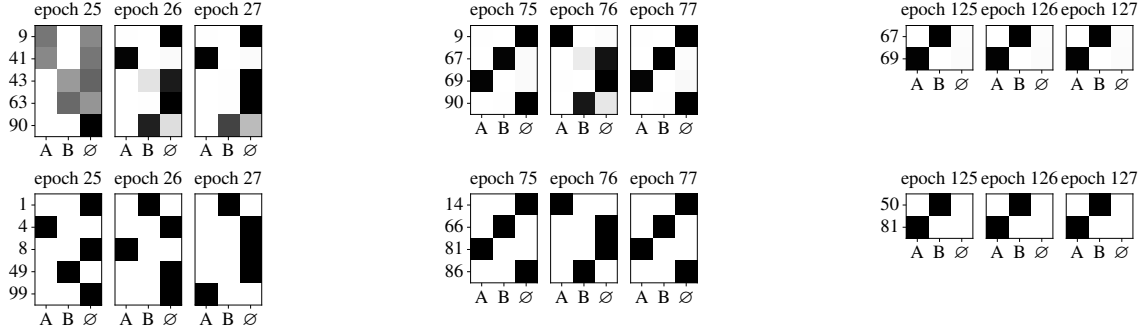 epoch 25 epoch 26 epoch 27
9
41
43
63
90
A B ∅ A B ∅ A B ∅
epoch 75 epoch 76 epoch 77
9
67
69
90
A B ∅ A B ∅ A B ∅
epoch 125 epoch 126 epoch 127
67
69
A B ∅ A B ∅ A B ∅
epoch 25 epoch 26 epoch 27
1
4
8
49
99
A B ∅ A B ∅ A B ∅
epoch 75 epoch 76 epoch 77
14
66
81
86
A B ∅ A B ∅ A B ∅
epoch 125 epoch 126 epoch 127
50
81
A B ∅ A B ∅ A B ∅